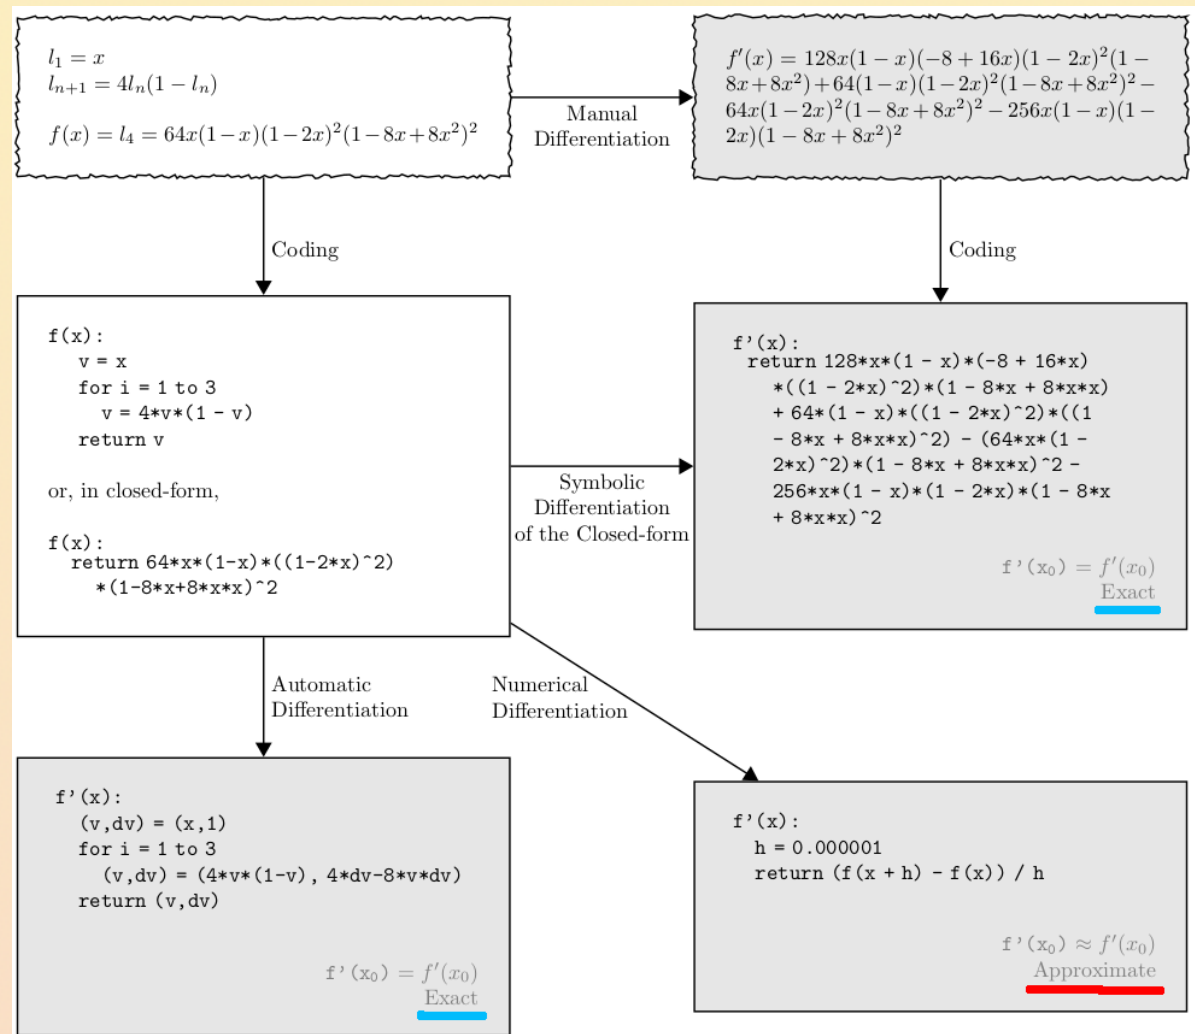 l₁ = x
lₙ₊₁ = 4lₙ(1 − lₙ)
f(x) = l₄ = 64x(1−x)(1−2x)²(1−8x+8x²)²
Manual
Differentiation
f′(x) = 128x(1 − x)(−8 + 16x)(1 − 2x)²(1 −
8x+8x²)+64(1−x)(1−2x)²(1−8x+8x²)²−
64x(1−2x)²(1−8x+8x²)²−256x(1−x)(1−
2x)(1 − 8x + 8x²)²
Coding
Coding
f(x):
v = x
for i = 1 to 3
v = 4*v*(1 - v)
return v
or, in closed-form,
f(x):
return 64*x*(1-x)*((1-2*x)^2)
*(1-8*x+8*x*x)^2
Symbolic
Differentiation
of the Closed-form
f'(x):
return 128*x*(1 - x)*(-8 + 16*x)
*((1 - 2*x)^2)*(1 - 8*x + 8*x*x)
+ 64*(1 - x)*((1 - 2*x)^2)*((1
- 8*x + 8*x*x)^2) - (64*x*(1 -
2*x)^2)*(1 - 8*x + 8*x*x)^2 -
256*x*(1 - x)*(1 - 2*x)*(1 - 8*x
+ 8*x*x)^2
f'(x₀) = f′(x₀)
Exact
Automatic
Differentiation
Numerical
Differentiation
f'(x):
(v,dv) = (x,1)
for i = 1 to 3
(v,dv) = (4*v*(1-v), 4*dv-8*v*dv)
return (v,dv)
f'(x₀) = f′(x₀)
Exact
f'(x):
h = 0.000001
return (f(x + h) - f(x)) / h
f'(x₀) ≈ f′(x₀)
Approximate